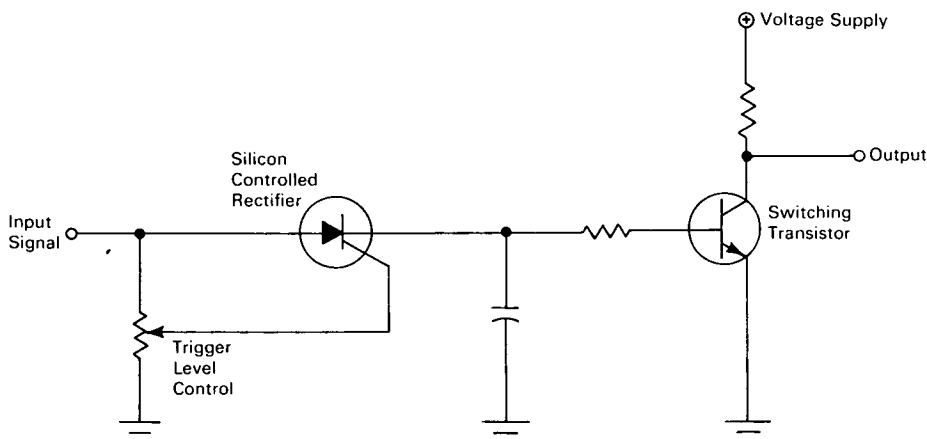 Voltage Supply
Silicon
Controlled
Rectifier
Output
Input
Signal
Switching
Transistor
Trigger
Level
Control